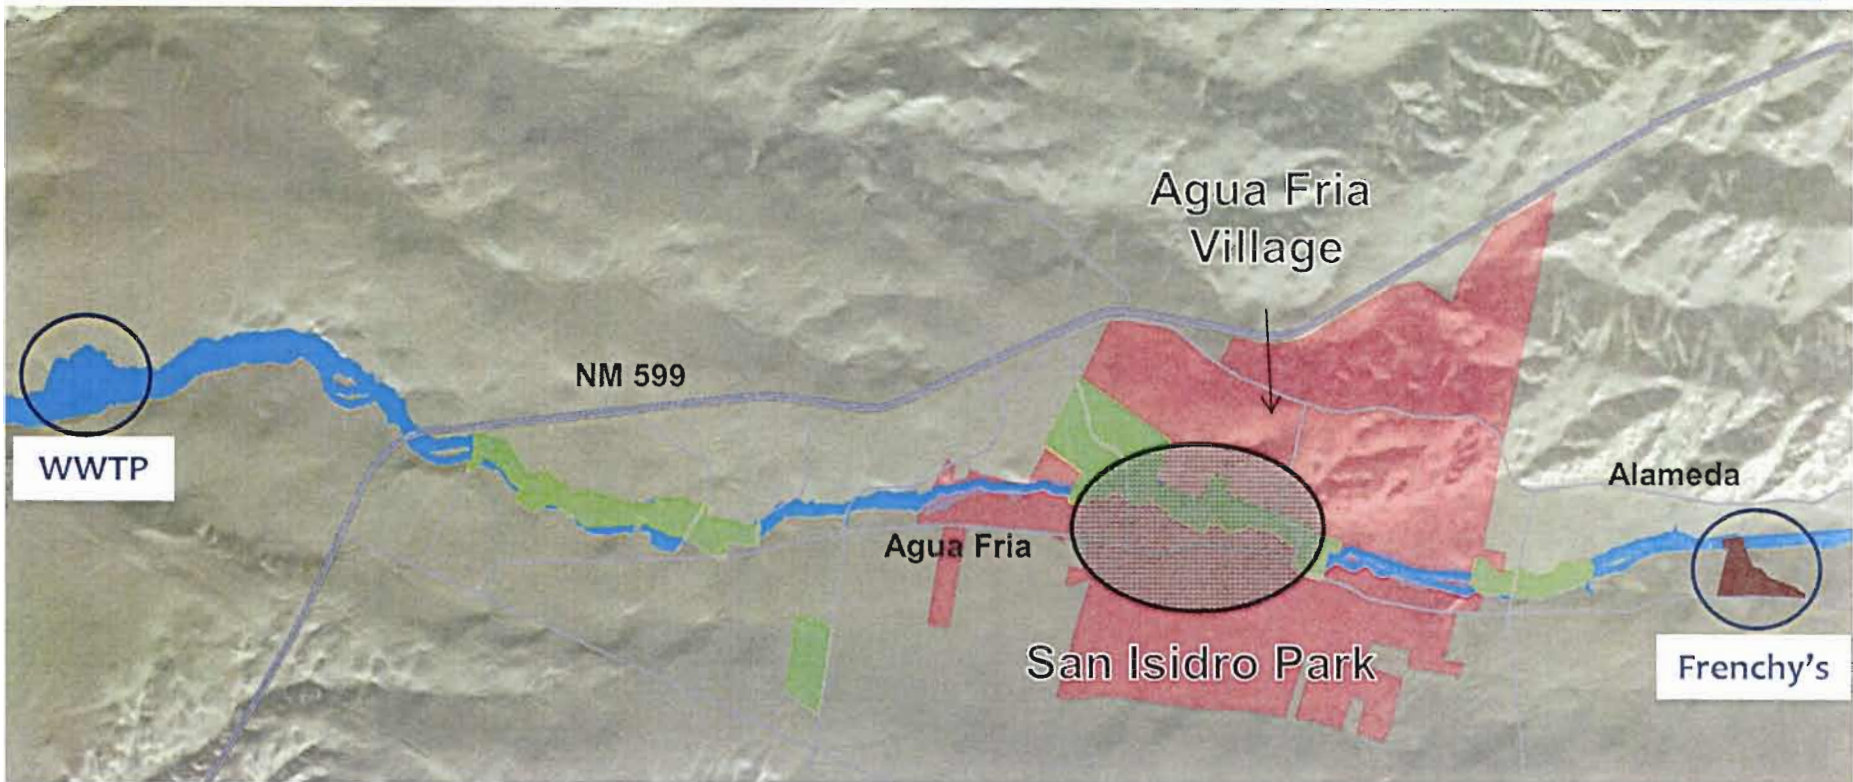 Agua Fria
Village
NM 599
WWTP
Alameda
Agua Fria
San Isidro Park
Frenchy's